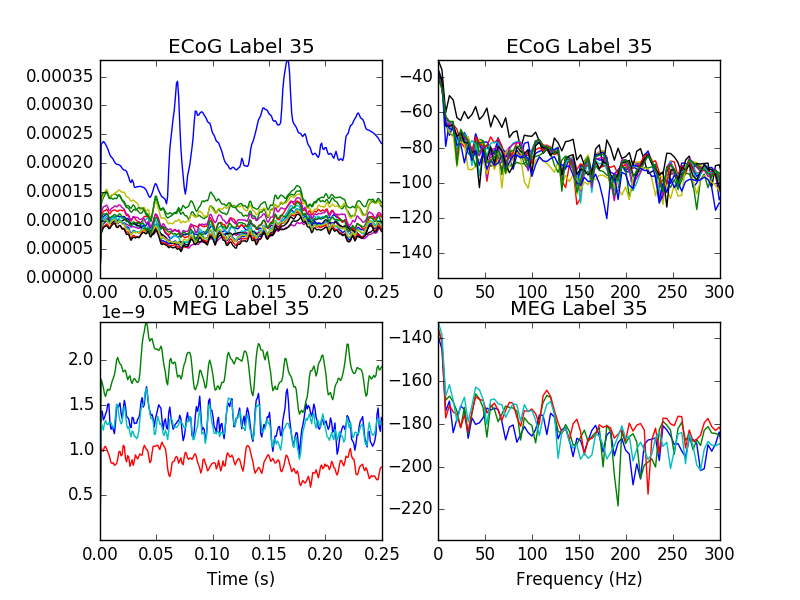 ECoG Label 35
0.00035
0.00030
0.00025
0.00020
0.00015
0.00010
0.00005
0.00000
0.00 0.05 0.10 0.15 0.20 0.25
ECoG Label 35
−40
−60
−80
−100
−120
−140
0 50 100 150 200 250 300
MEG Label 35
1e−9
2.0
1.5
1.0
0.5
0.00 0.05 0.10 0.15 0.20 0.25
Time (s)
MEG Label 35
−140
−160
−180
−200
−220
0 50 100 150 200 250 300
Frequency (Hz)